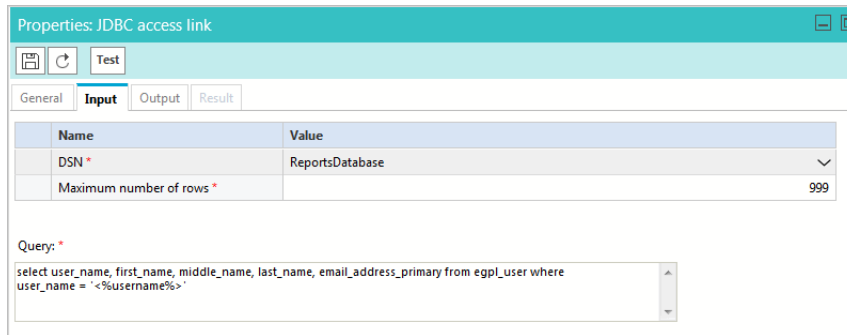 Properties: JDBC access link
Test
General Input Output Result
Name Value
DSN * ReportsDatabase
Maximum number of rows * 999
Query: *
select user_name, first_name, middle_name, last_name, email_address_primary from egpl_user where
user_name = '<%username%>'